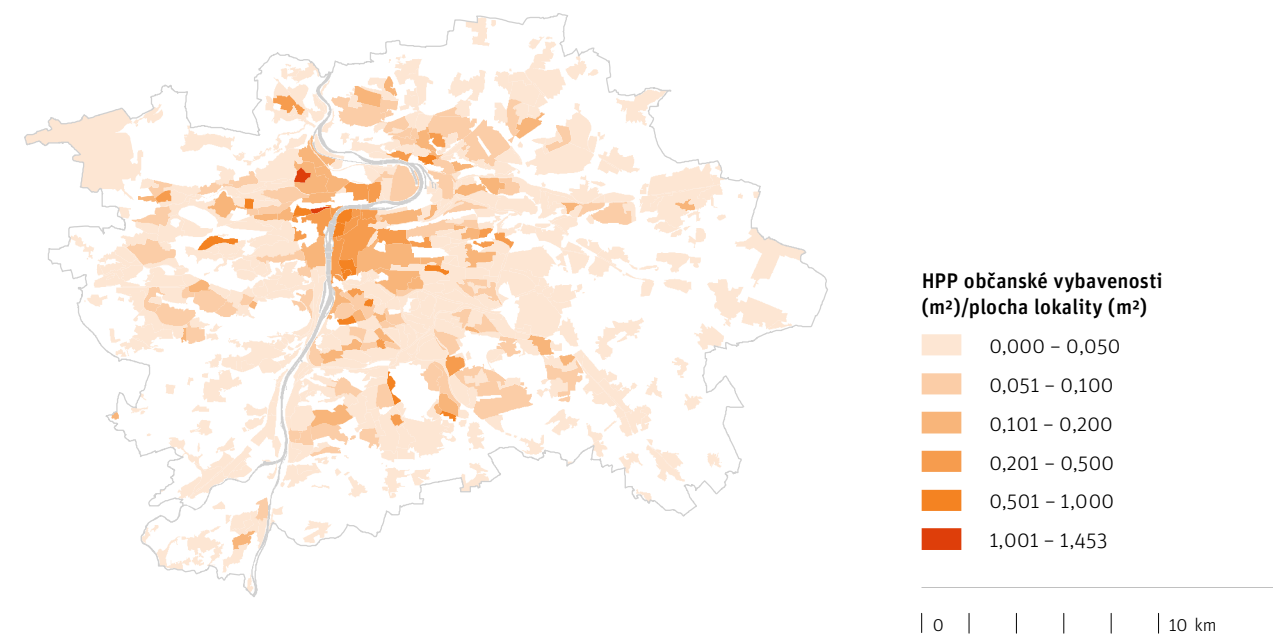 HPP občanské vybavenosti
(m²)/plocha lokality (m²)
0,000 – 0,050
0,051 – 0,100
0,101 – 0,200
0,201 – 0,500
0,501 – 1,000
1,001 – 1,453
0 10 km